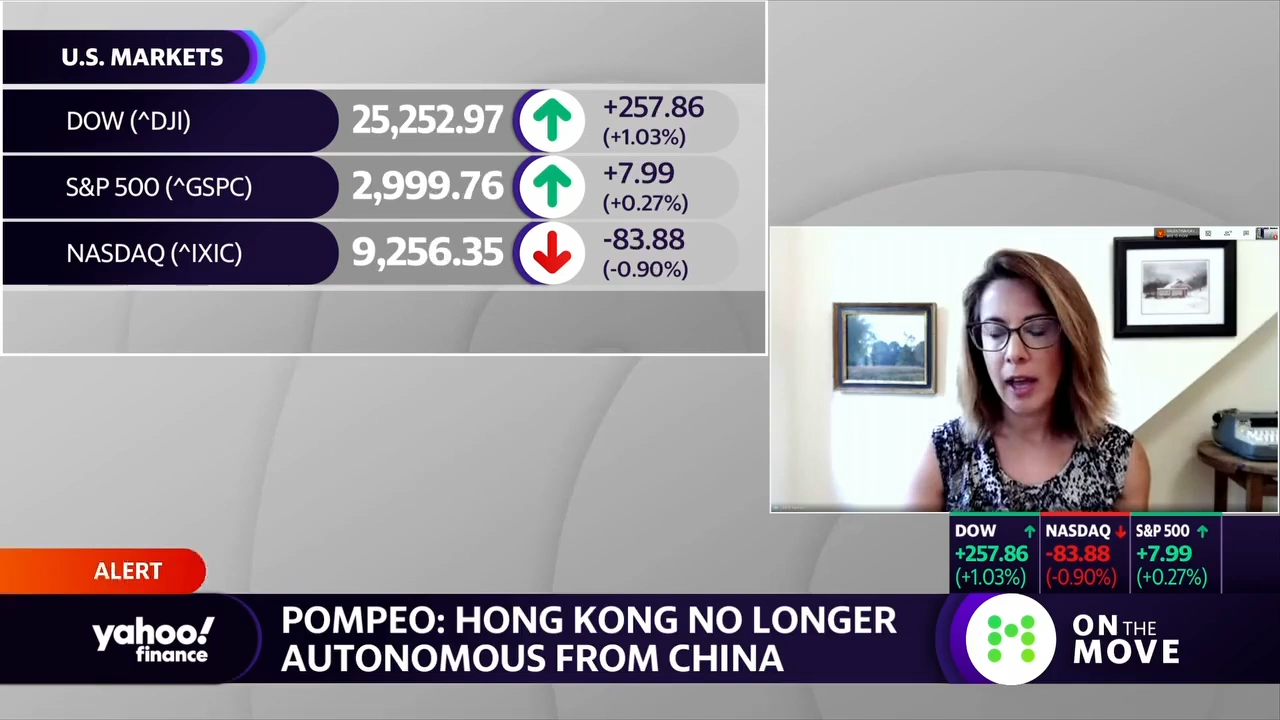 U.S. MARKETS
DOW (^DJI) 25,252.97 +257.86 (+1.03%)
S&P 500 (^GSPC) 2,999.76 +7.99 (+0.27%)
NASDAQ (^IXIC) 9,256.35 -83.88 (-0.90%)
DOW NASDAQ S&P 500
+257.86 -83.88 +7.99
(+1.03%) (-0.90%) (+0.27%)
ALERT
yahoo!
finance
POMPEO: HONG KONG NO LONGER
AUTONOMOUS FROM CHINA
ON THE
MOVE